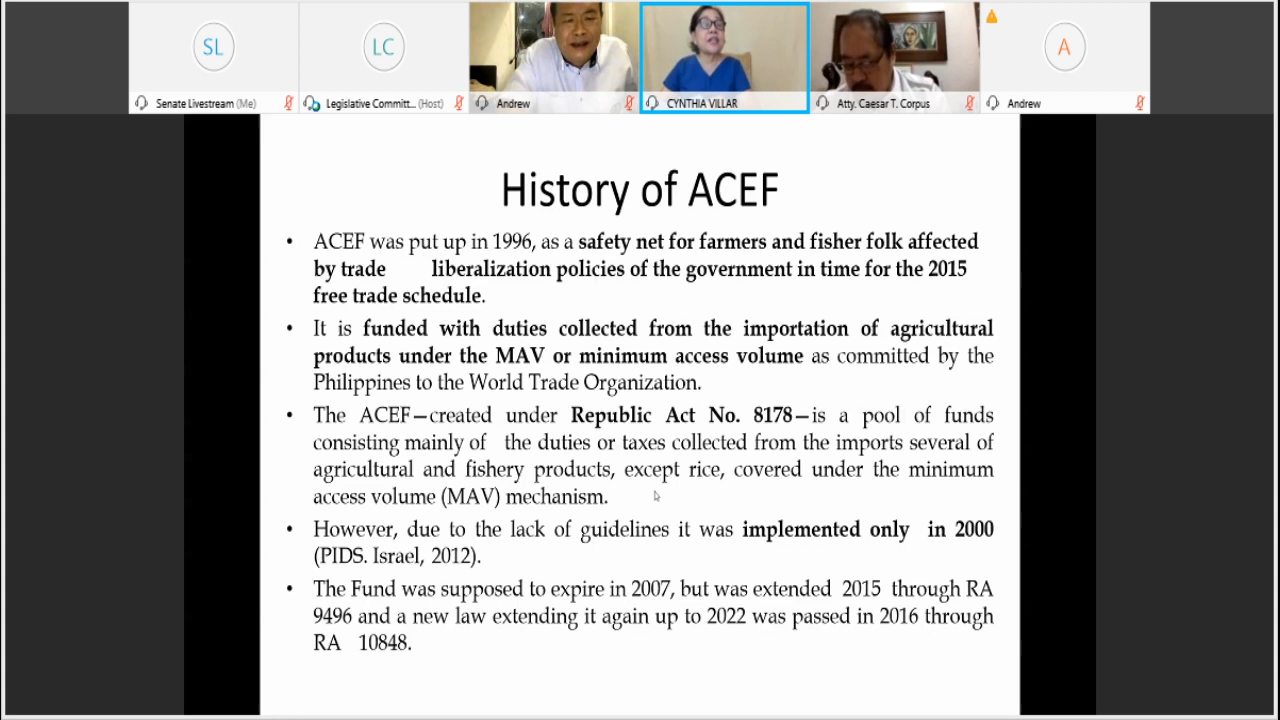 SL
LC
A
Senate Livestream (Me)
Legislative Committ... (Host)
Andrew
CYNTHIA VILLAR
Atty. Caesar T. Corpus
Andrew
History of ACEF
• ACEF was put up in 1996, as a safety net for farmers and fisher folk affected
by trade liberalization policies of the government in time for the 2015
free trade schedule.
• It is funded with duties collected from the importation of agricultural
products under the MAV or minimum access volume as committed by the
Philippines to the World Trade Organization.
• The ACEF—created under Republic Act No. 8178—is a pool of funds
consisting mainly of the duties or taxes collected from the imports several of
agricultural and fishery products, except rice, covered under the minimum
access volume (MAV) mechanism.
• However, due to the lack of guidelines it was implemented only in 2000
(PIDS. Israel, 2012).
• The Fund was supposed to expire in 2007, but was extended 2015 through RA
9496 and a new law extending it again up to 2022 was passed in 2016 through
RA 10848.